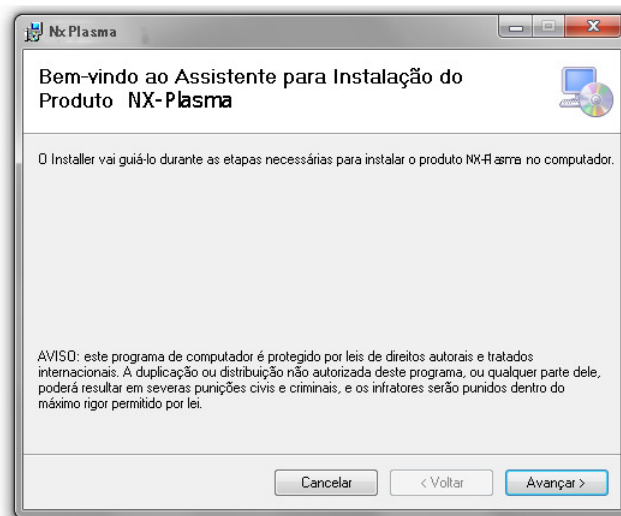 Nx Plasma
Bem-vindo ao Assistente para Instalação do
Produto NX-Plasma
O Installer vai guiá-lo durante as etapas necessárias para instalar o produto NX-Plasma no computador.
AVISO: este programa de computador é protegido por leis de direitos autorais e tratados
internacionais. A duplicação ou distribuição não autorizada deste programa, ou qualquer parte dele,
poderá resultar em severas punições civis e criminais, e os infratores serão punidos dentro do
máximo rigor permitido por lei.
Cancelar
< Voltar
Avançar >